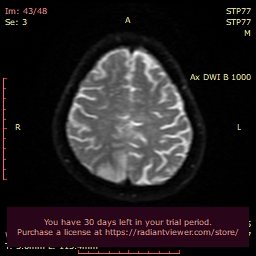 Im: 43/48
Se: 3
A
STP77
STP77
M
Ax DWI B 1000
R
L
You have 30 days left in your trial period.
Purchase a license at https://radiantviewer.com/store/